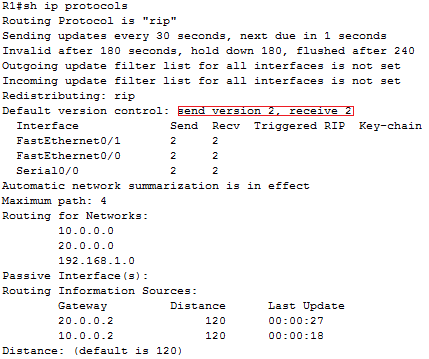 R1#sh ip protocols
Routing Protocol is "rip"
Sending updates every 30 seconds, next due in 1 seconds
Invalid after 180 seconds, hold down 180, flushed after 240
Outgoing update filter list for all interfaces is not set
Incoming update filter list for all interfaces is not set
Redistributing: rip
Default version control: send version 2, receive 2
  Interface             Send  Recv  Triggered RIP  Key-chain
  FastEthernet0/1       2     2
  FastEthernet0/0       2     2
  Serial0/0             2     2
Automatic network summarization is in effect
Maximum path: 4
Routing for Networks:
        10.0.0.0
        20.0.0.0
        192.168.1.0
Passive Interface(s):
Routing Information Sources:
        Gateway         Distance      Last Update
        20.0.0.2             120      00:00:27
        10.0.0.2             120      00:00:18
Distance: (default is 120)